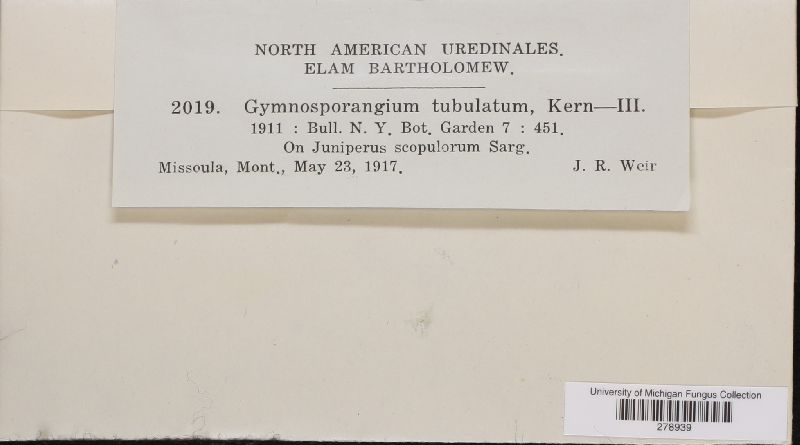 NORTH AMERICAN UREDINALES.
ELAM BARTHOLOMEW.
2019. Gymnosporangium tubulatum, Kern—III.
1911 : Bull. N. Y. Bot. Garden 7 : 451.
On Juniperus scopulorum Sarg.
Missoula, Mont., May 23, 1917. J. R. Weir
University of Michigan Fungus Collection
278939